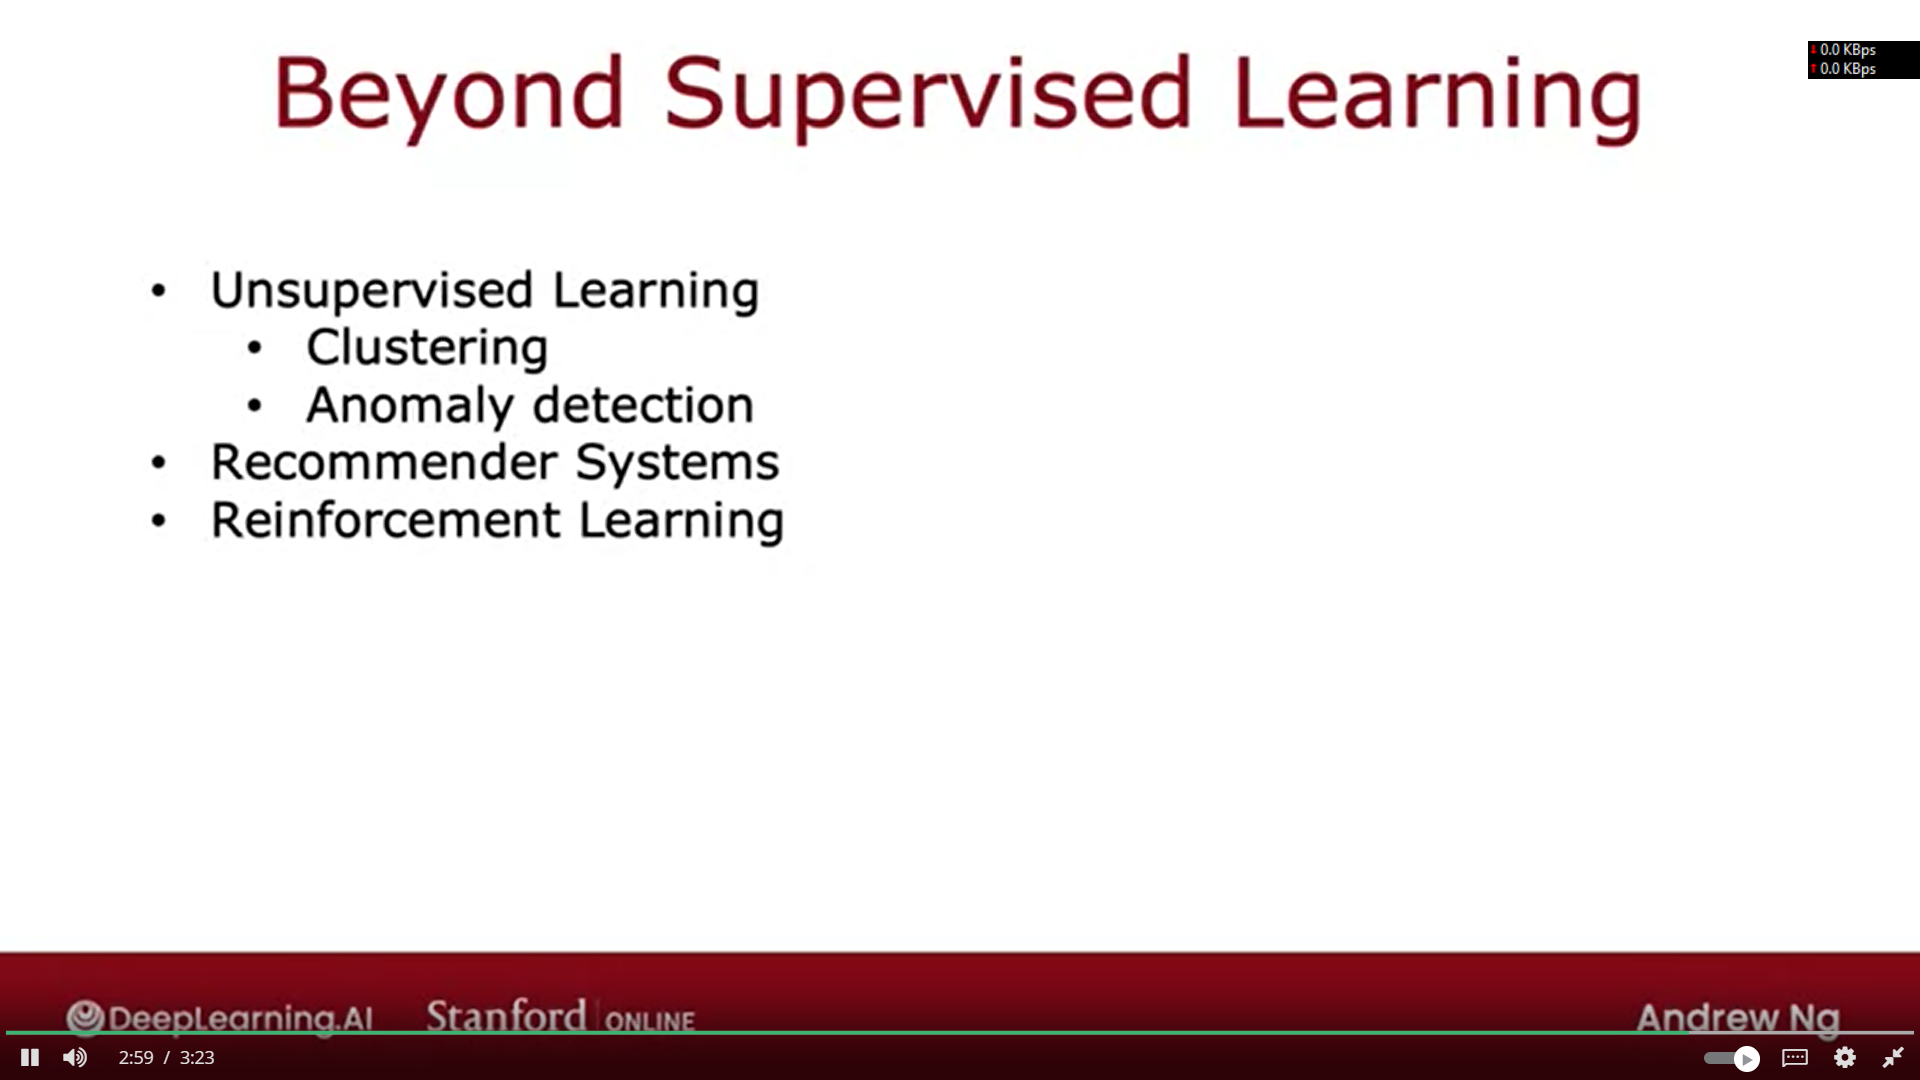 Beyond Supervised Learning
0.0 KBps
0.0 KBps
• Unsupervised Learning
• Clustering
• Anomaly detection
• Recommender Systems
• Reinforcement Learning
DeepLearning.AI Stanford ONLINE Andrew Ng
2:59 / 3:23